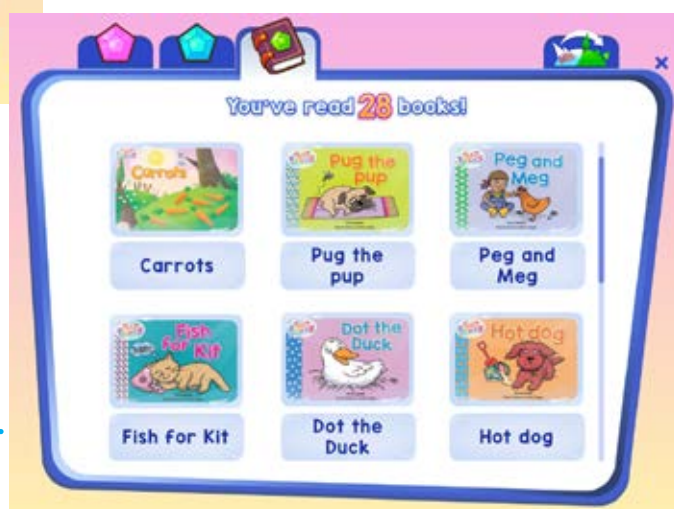 You've read 28 books!
Carrots
Pug the
pup
Peg and
Meg
Carrots
Pug the
pup
Peg and
Meg
Fish
for Kit
Dot the
Duck
Hot dog
Fish for Kit
Dot the
Duck
Hot dog